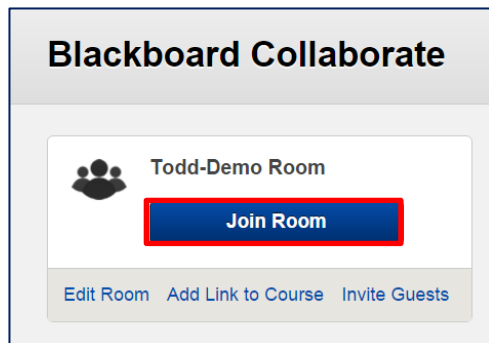 Blackboard Collaborate
Todd-Demo Room
Join Room
Edit Room Add Link to Course Invite Guests